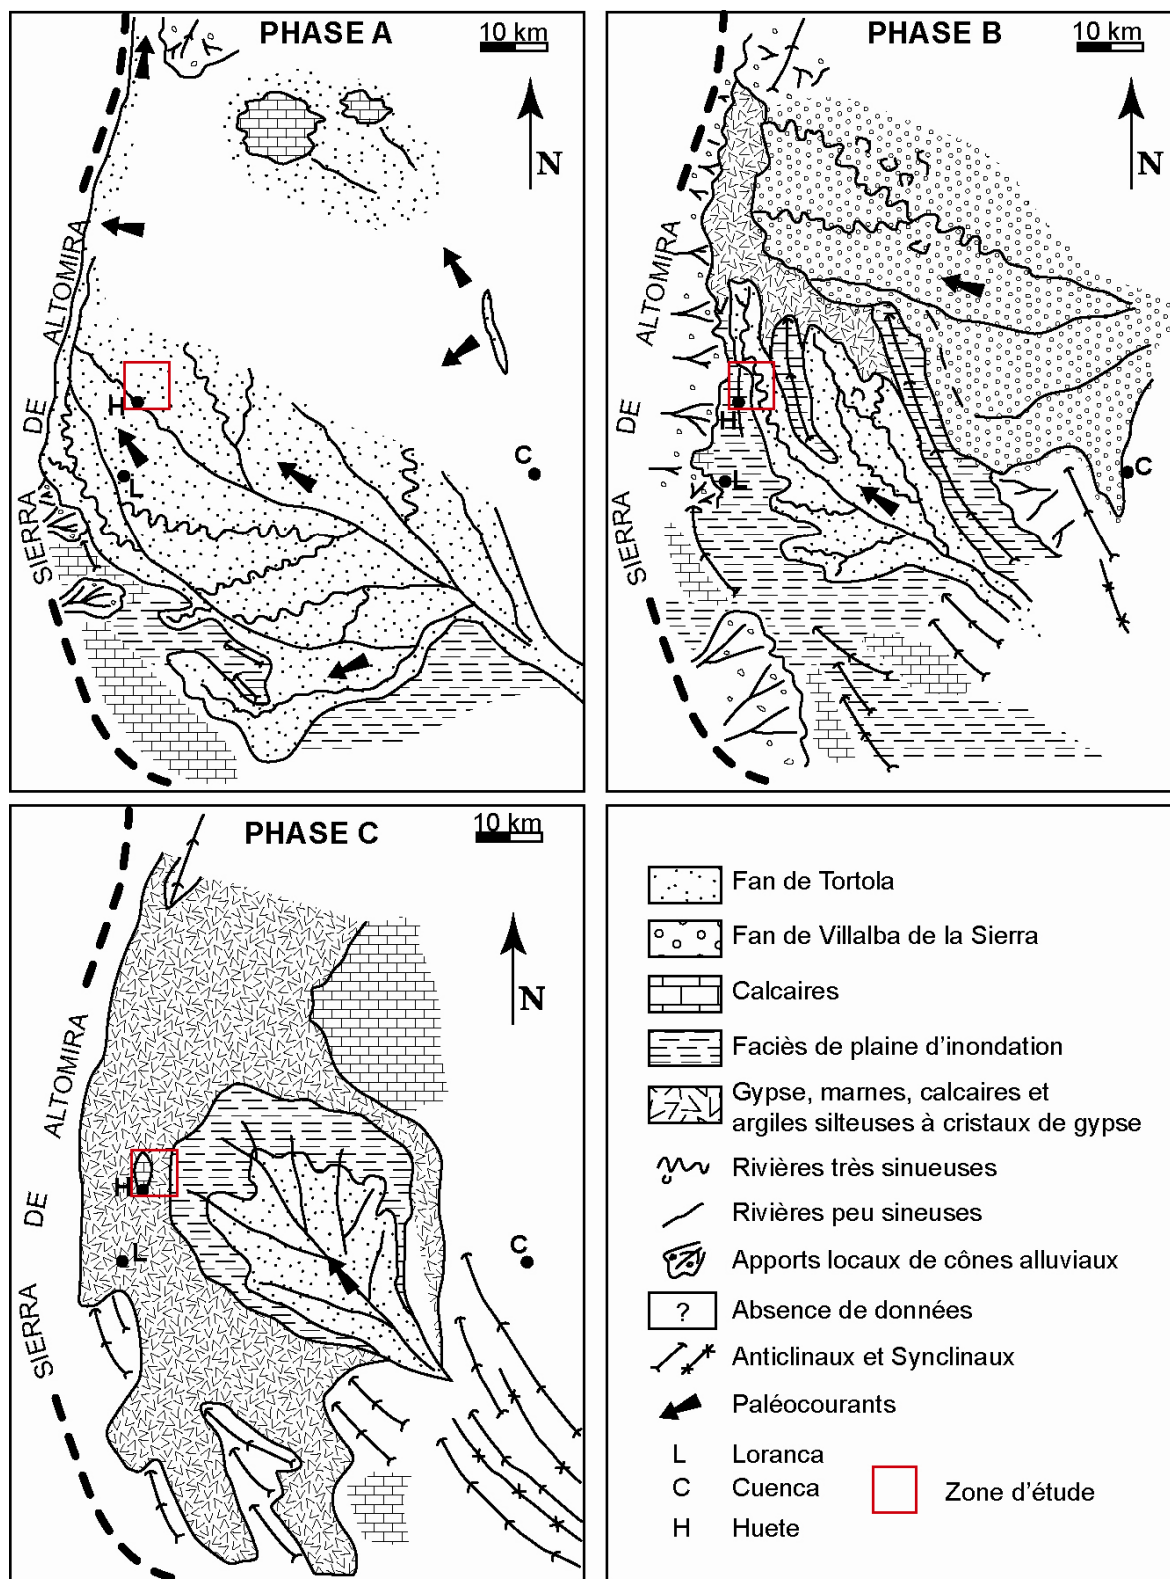 PHASE A
10 km
N
SIERRA DE ALTOMIRA
H
L
C
PHASE B
10 km
N
SIERRA DE ALTOMIRA
H
L
C
PHASE C
10 km
N
SIERRA DE ALTOMIRA
H
L
C
Fan de Tortola
Fan de Villalba de la Sierra
Calcaires
Faciès de plaine d'inondation
Gypse, marnes, calcaires et
argiles silteuses à cristaux de gypse
Rivières très sinueuses
Rivières peu sineuses
Apports locaux de cônes alluviaux
? Absence de données
Anticlinaux et Synclinaux
Paléocourants
L Loranca
C Cuenca
H Huete
Zone d'étude